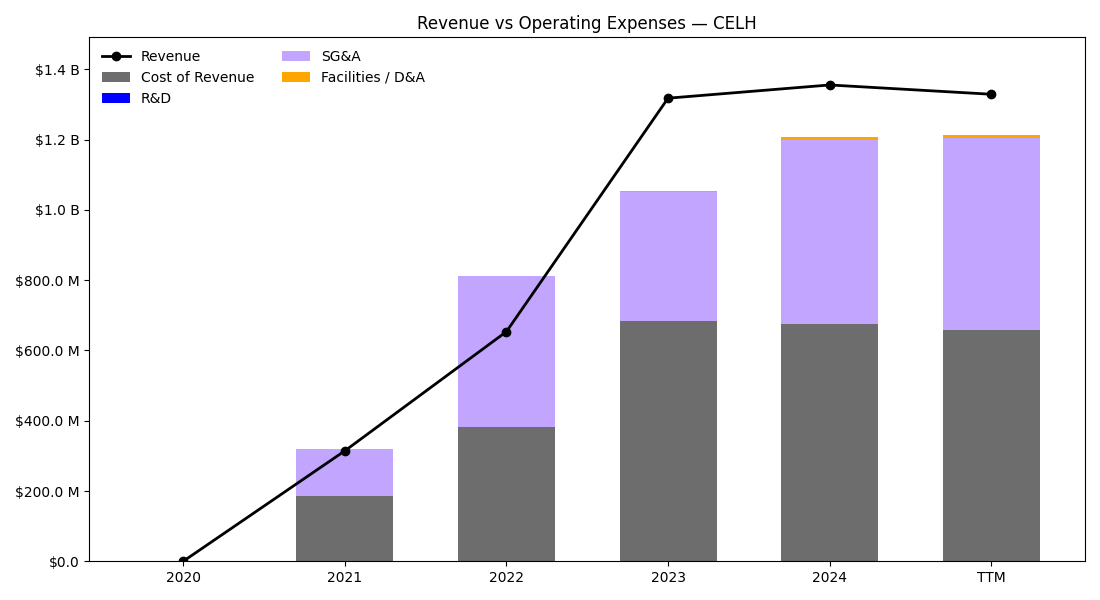 Revenue vs Operating Expenses — CELH
Revenue
Cost of Revenue
R&D
SG&A
Facilities / D&A
$1.4 B
$1.2 B
$1.0 B
$800.0 M
$600.0 M
$400.0 M
$200.0 M
$0.0
2020 2021 2022 2023 2024 TTM